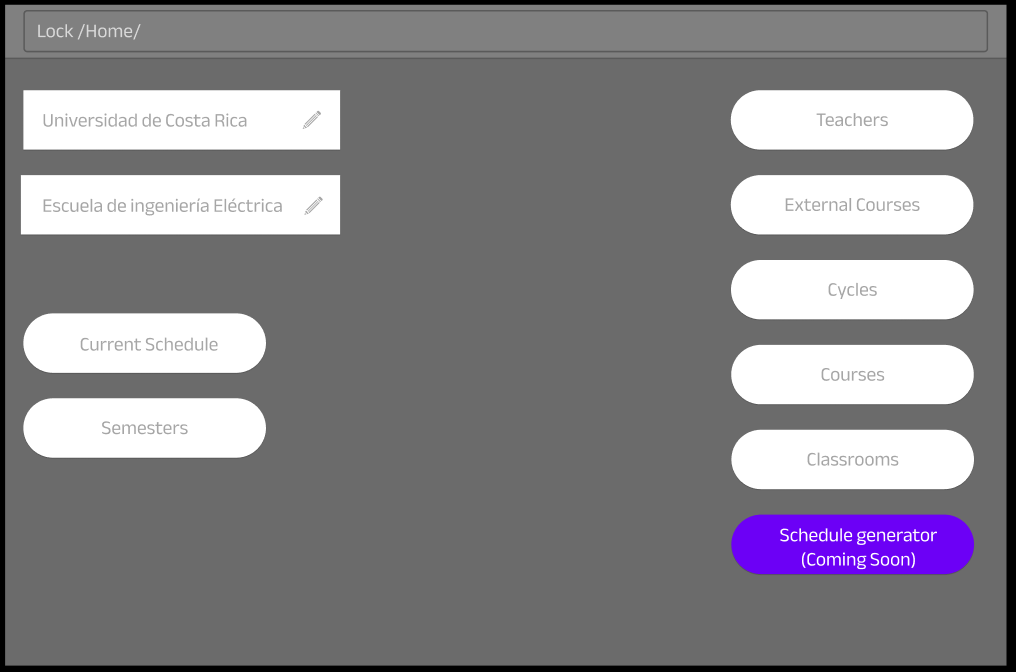 Lock /Home/
Universidad de Costa Rica
Escuela de ingeniería Eléctrica
Current Schedule
Semesters
Teachers
External Courses
Cycles
Courses
Classrooms
Schedule generator
(Coming Soon)